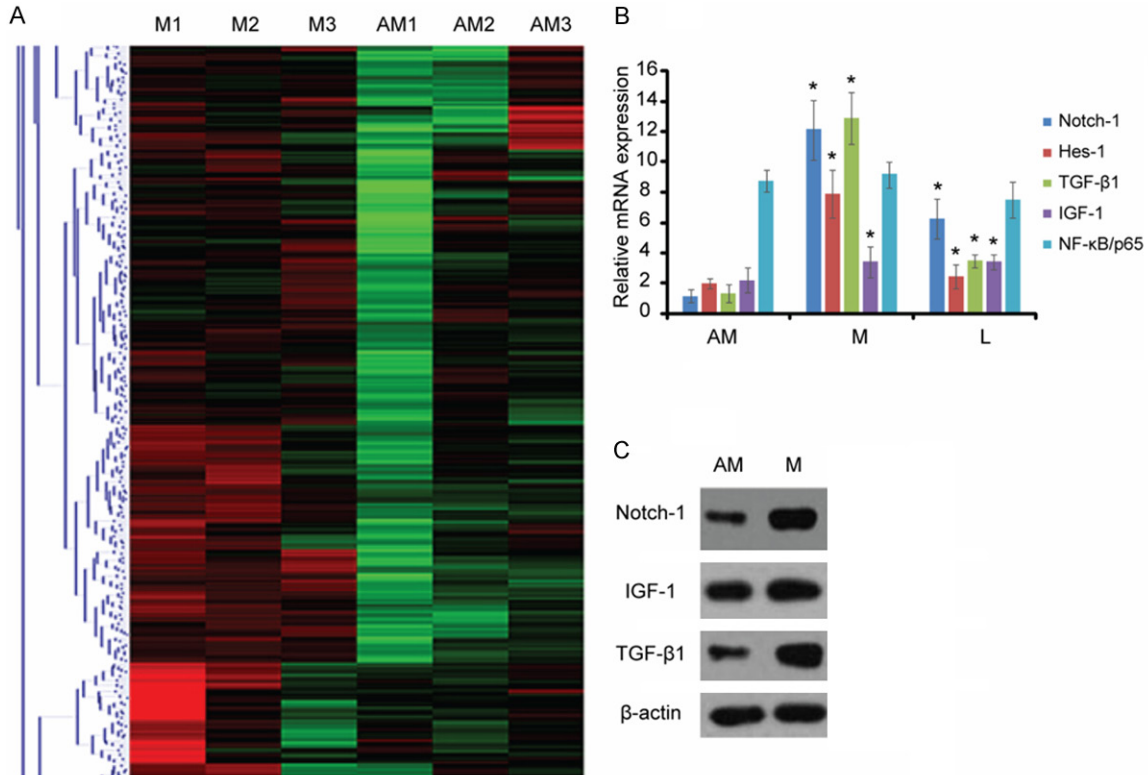 A
M1 M2 M3 AM1 AM2 AM3
B
Relative mRNA expression
16
14
12
10
8
6
4
2
0
* * * *
* * * *
AM M L
Notch-1
Hes-1
TGF-β1
IGF-1
NF-κB/p65
C
AM M
Notch-1
IGF-1
TGF-β1
β-actin